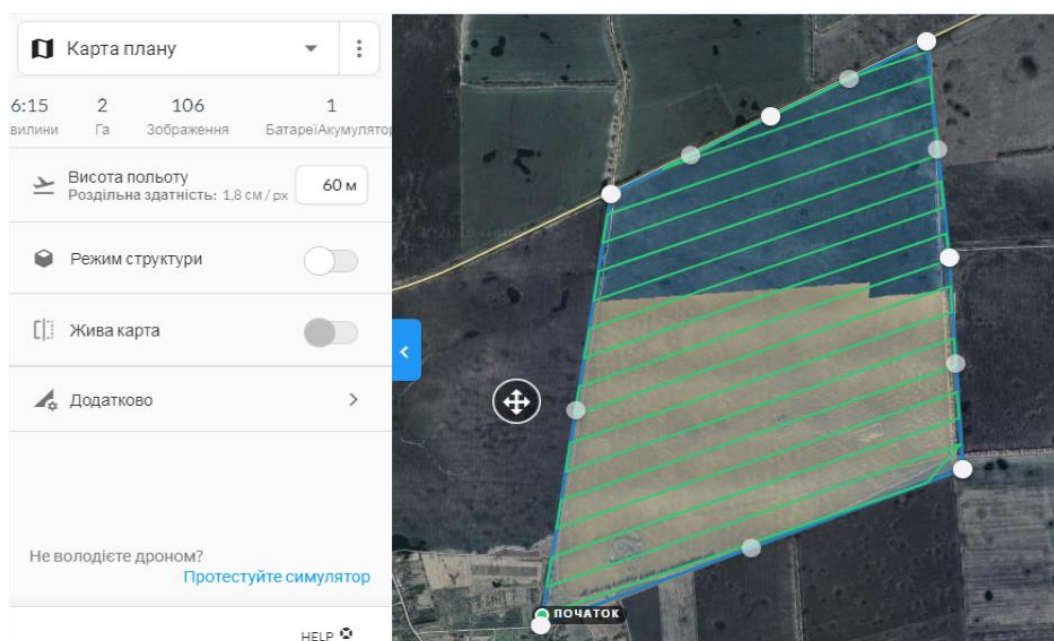 Карта плану
6:15 2 106 1
вилини Га Зображення БатареїАкумулятор
Висота польоту
Роздільна здатність: 1,8 см / px
60 м
Режим структури
Жива карта
Додатково
Не володієте дроном?
Протестуйте симулятор
HELP
ПОЧАТОК